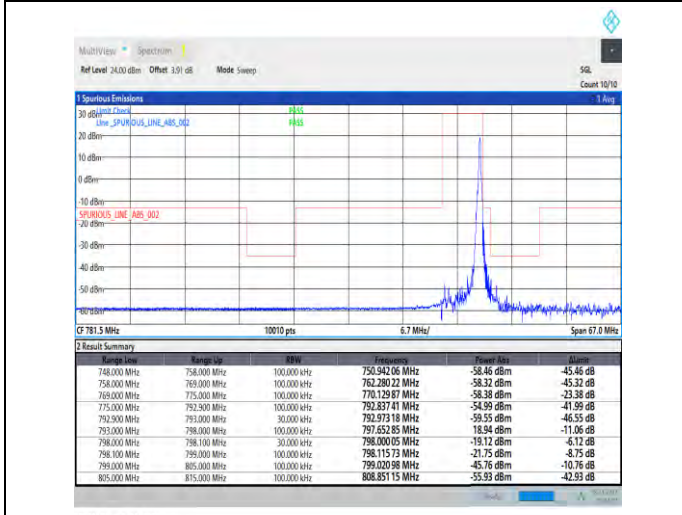 MultiView Spectrum
Ref Level 24.00 dBm Offset 3.91 dB Mode Sweep SGL
Count 10/10
1 Spurious Emissions 1 Avg
30 dBm Limit Check PASS
Line _SPURIOUS_LINE_ABS_002 PASS
20 dBm
10 dBm
0 dBm
-10 dBm
SPURIOUS_LINE_ABS_002
-20 dBm
-30 dBm
-40 dBm
-50 dBm
-60 dBm
CF 781.5 MHz 10010 pts 6.7 MHz/ Span 67.0 MHz
2 Result Summary
Range Low Range Up RBW Frequency Power Abs ΔLimit
748.000 MHz 758.000 MHz 100.000 kHz 750.942 06 MHz -58.46 dBm -45.46 dB
758.000 MHz 769.000 MHz 100.000 kHz 762.280 22 MHz -58.32 dBm -45.32 dB
769.000 MHz 775.000 MHz 100.000 kHz 770.129 87 MHz -58.38 dBm -23.38 dB
775.000 MHz 792.900 MHz 100.000 kHz 792.837 41 MHz -54.99 dBm -41.99 dB
792.900 MHz 793.000 MHz 30.000 kHz 792.973 18 MHz -59.55 dBm -46.55 dB
793.000 MHz 798.000 MHz 100.000 kHz 797.652 85 MHz 18.94 dBm -11.06 dB
798.000 MHz 798.100 MHz 30.000 kHz 798.000 05 MHz -19.12 dBm -6.12 dB
798.100 MHz 799.000 MHz 100.000 kHz 798.115 73 MHz -21.75 dBm -8.75 dB
799.000 MHz 805.000 MHz 100.000 kHz 799.020 98 MHz -45.76 dBm -10.76 dB
805.000 MHz 815.000 MHz 100.000 kHz 808.851 15 MHz -55.93 dBm -42.93 dB